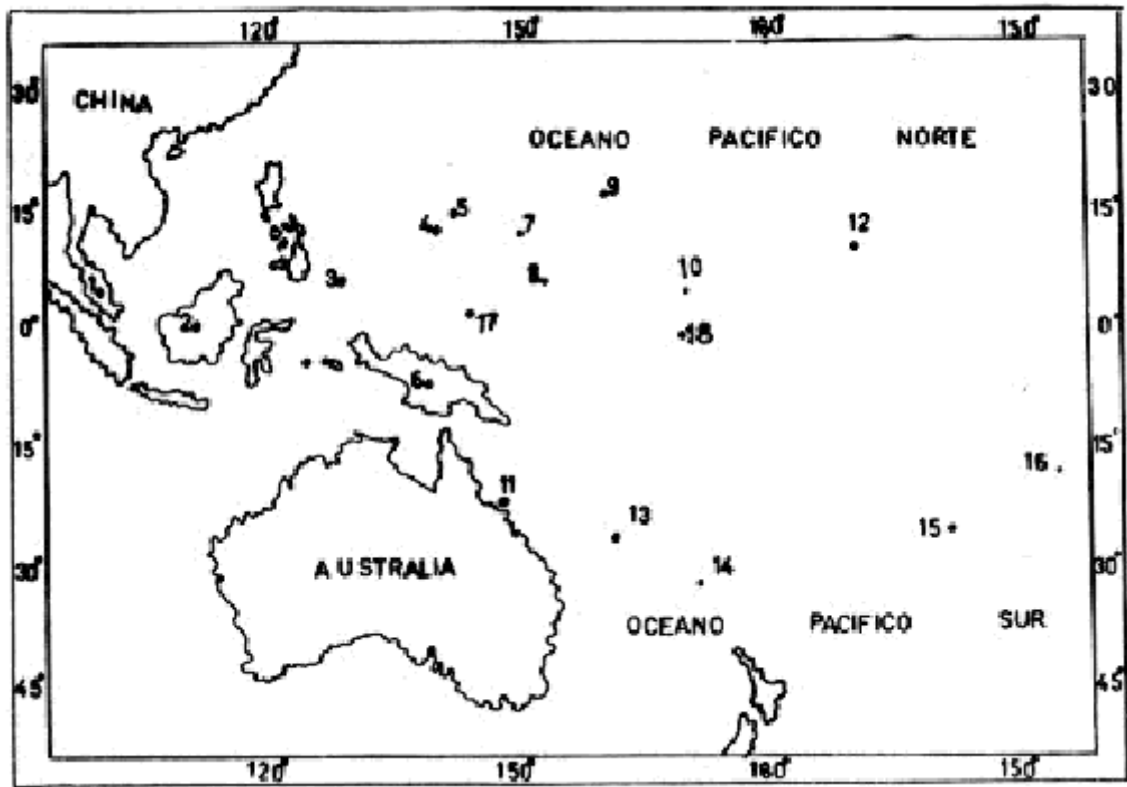 120° 150° 180° 150°
30° CHINA 30
OCEANO PACIFICO NORTE
9
15° 5 15°
4 7 12
3 8 10
1
0° 2 17 18 0°
6
15° 15°
16
11
13
15
30° AUSTRALIA 14 30°
OCEANO PACIFICO SUR
45° 45°
120° 150° 180° 150°